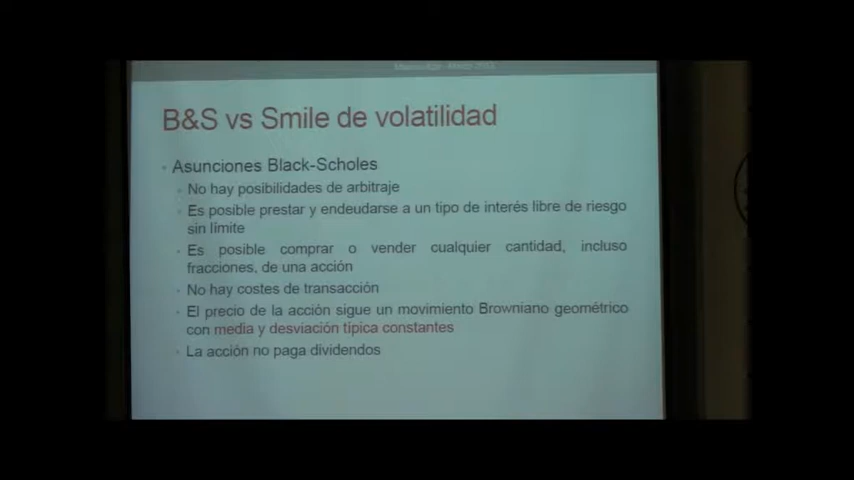 B&S vs Smile de volatilidad
Asunciones Black-Scholes
No hay posibilidades de arbitraje
Es posible prestar y endeudarse a un tipo de interés libre de riesgo
sin límite
Es posible comprar o vender cualquier cantidad, incluso
fracciones, de una acción
No hay costes de transacción
El precio de la acción sigue un movimiento Browniano geométrico
con media y desviación típica constantes
La acción no paga dividendos